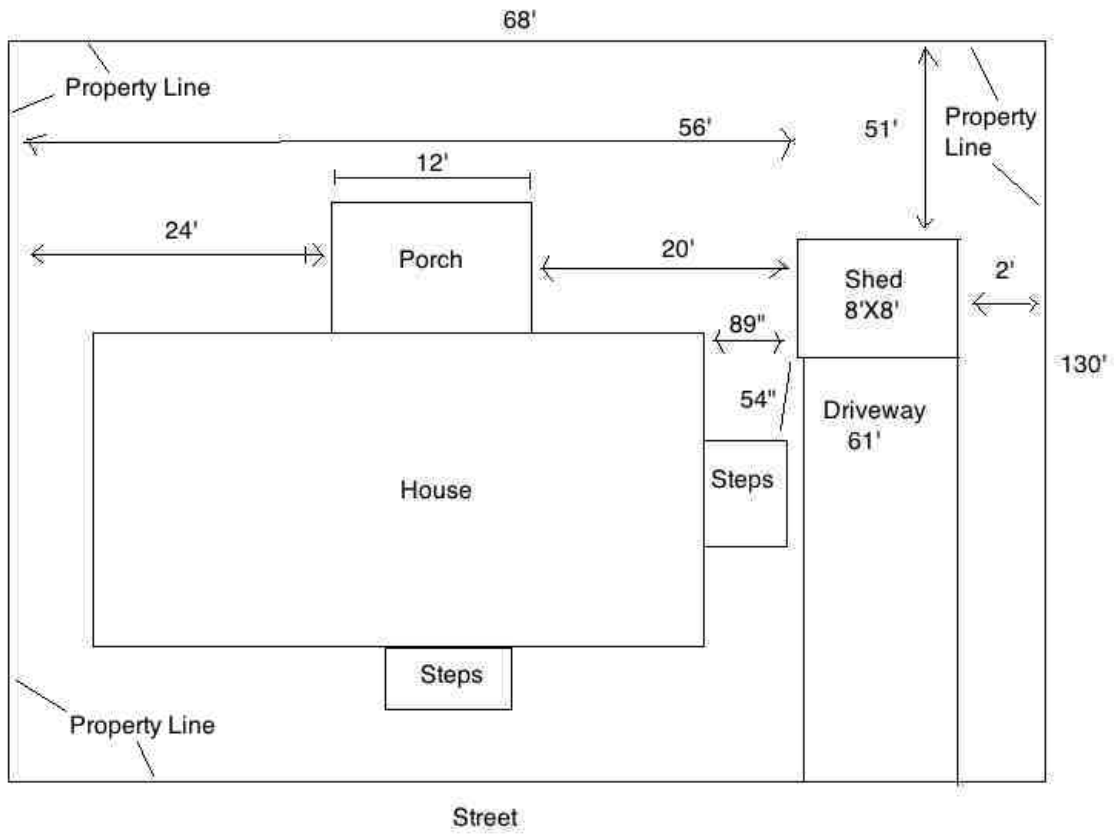 68'
Property Line
56'
51'
Property
Line
12'
24'
Porch
20'
Shed
8'X8'
2'
89"
130'
54"
Driveway
61'
House
Steps
Steps
Property Line
Street